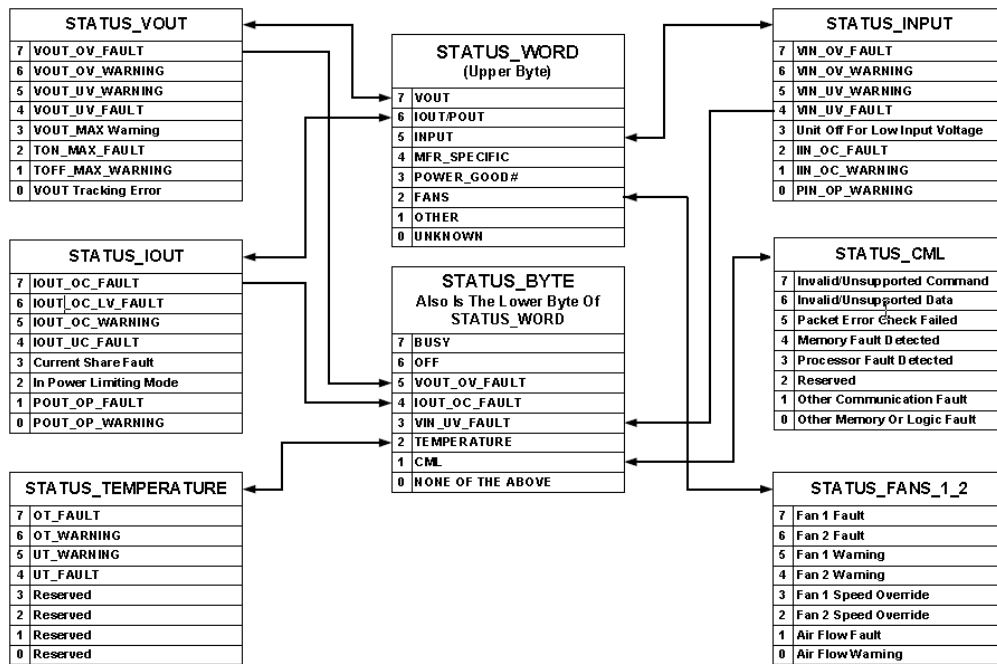 STATUS_VOUT
7 VOUT_OV_FAULT
6 VOUT_OV_WARNING
5 VOUT_UV_WARNING
4 VOUT_UV_FAULT
3 VOUT_MAX Warning
2 TON_MAX_FAULT
1 TOFF_MAX_WARNING
0 VOUT Tracking Error
STATUS_IOUT
7 IOUT_OC_FAULT
6 IOUT_OC_LV_FAULT
5 IOUT_OC_WARNING
4 IOUT_UC_FAULT
3 Current Share Fault
2 In Power Limiting Mode
1 POUT_OP_FAULT
0 POUT_OP_WARNING
STATUS_TEMPERATURE
7 OT_FAULT
6 OT_WARNING
5 UT_WARNING
4 UT_FAULT
3 Reserved
2 Reserved
1 Reserved
0 Reserved
STATUS_WORD
(Upper Byte)
7 VOUT
6 IOUT/POUT
5 INPUT
4 MFR_SPECIFIC
3 POWER_GOOD#
2 FANS
1 OTHER
0 UNKNOWN
STATUS_BYTE
Also Is The Lower Byte Of
STATUS_WORD
7 BUSY
6 OFF
5 VOUT_OV_FAULT
4 IOUT_OC_FAULT
3 VIN_UV_FAULT
2 TEMPERATURE
1 CML
0 NONE OF THE ABOVE
STATUS_INPUT
7 VIN_OV_FAULT
6 VIN_OV_WARNING
5 VIN_UV_WARNING
4 VIN_UV_FAULT
3 Unit Off For Low Input Voltage
2 IIN_OC_FAULT
1 IIN_OC_WARNING
0 PIN_OP_WARNING
STATUS_CML
7 Invalid/Unsupported Command
6 Invalid/Unsupported Data
5 Packet Error Check Failed
4 Memory Fault Detected
3 Processor Fault Detected
2 Reserved
1 Other Communication Fault
0 Other Memory Or Logic Fault
STATUS_FANS_1_2
7 Fan 1 Fault
6 Fan 2 Fault
5 Fan 1 Warning
4 Fan 2 Warning
3 Fan 1 Speed Override
2 Fan 2 Speed Override
1 Air Flow Fault
0 Air Flow Warning